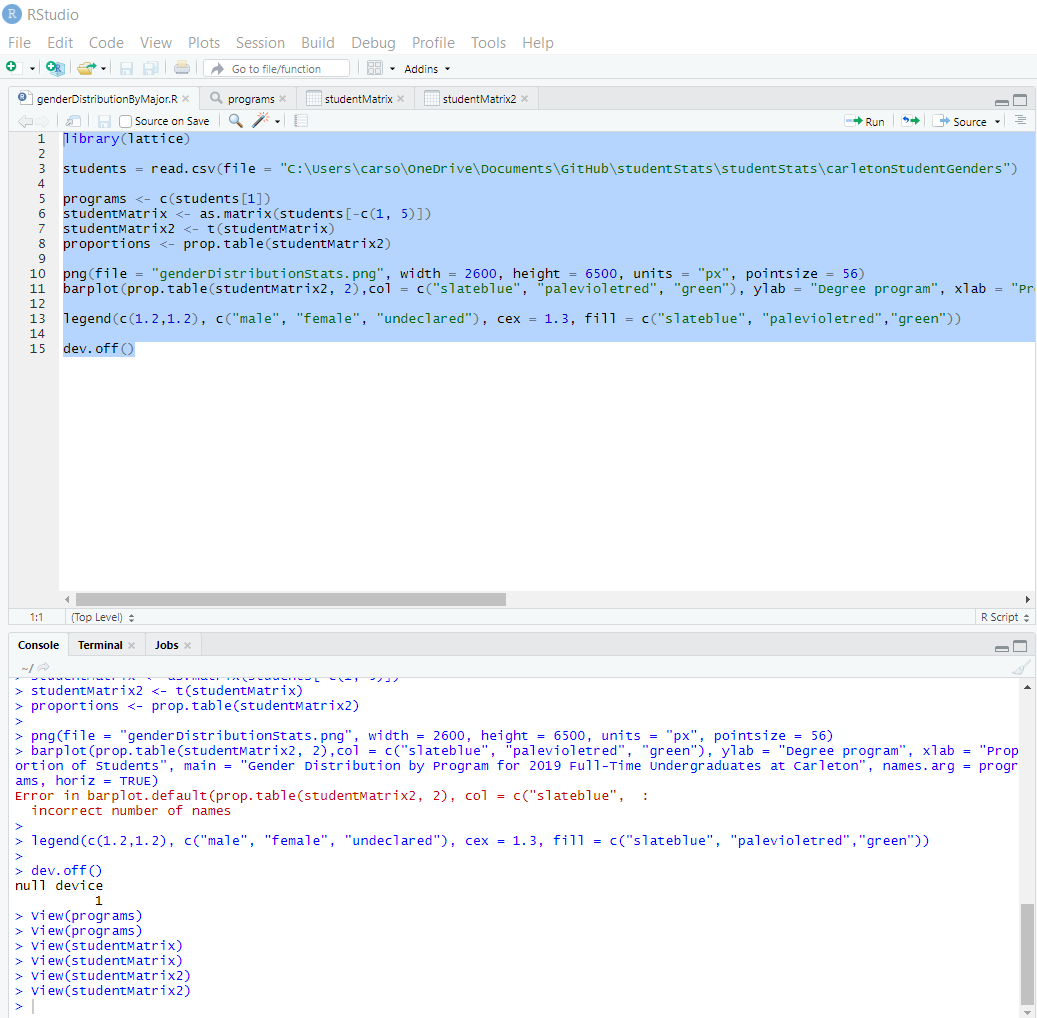 RStudio
File Edit Code View Plots Session Build Debug Profile Tools Help
Go to file/function Addins
genderDistributionByMajor.R programs studentMatrix studentMatrix2
Source on Save Run Source
1 library(lattice)
2
3 students = read.csv(file = "C:\Users\carso\OneDrive\Documents\GitHub\studentStats\studentStats\carletonStudentGenders")
4
5 programs <- c(students[1])
6 studentMatrix <- as.matrix(students[-c(1, 5)])
7 studentMatrix2 <- t(studentMatrix)
8 proportions <- prop.table(studentMatrix2)
9
10 png(file = "genderDistributionStats.png", width = 2600, height = 6500, units = "px", pointsize = 56)
11 barplot(prop.table(studentMatrix2, 2),col = c("slateblue", "palevioletred", "green"), ylab = "Degree program", xlab = "Pr
12
13 legend(c(1.2,1.2), c("male", "female", "undeclared"), cex = 1.3, fill = c("slateblue", "palevioletred","green"))
14
15 dev.off()
1:1 (Top Level) R Script
Console Terminal Jobs
~/
> studentMatrix <- as.matrix(students[-c(1, 5)])
> studentMatrix2 <- t(studentMatrix)
> proportions <- prop.table(studentMatrix2)
>
> png(file = "genderDistributionStats.png", width = 2600, height = 6500, units = "px", pointsize = 56)
> barplot(prop.table(studentMatrix2, 2),col = c("slateblue", "palevioletred", "green"), ylab = "Degree program", xlab = "Prop
ortion of Students", main = "Gender Distribution by Program for 2019 Full-Time Undergraduates at Carleton", names.arg = progr
ams, horiz = TRUE)
Error in barplot.default(prop.table(studentMatrix2, 2), col = c("slateblue", :
incorrect number of names
>
> legend(c(1.2,1.2), c("male", "female", "undeclared"), cex = 1.3, fill = c("slateblue", "palevioletred","green"))
>
> dev.off()
null device
1
> View(programs)
> View(programs)
> View(studentMatrix)
> View(studentMatrix)
> View(studentMatrix2)
> View(studentMatrix2)
>